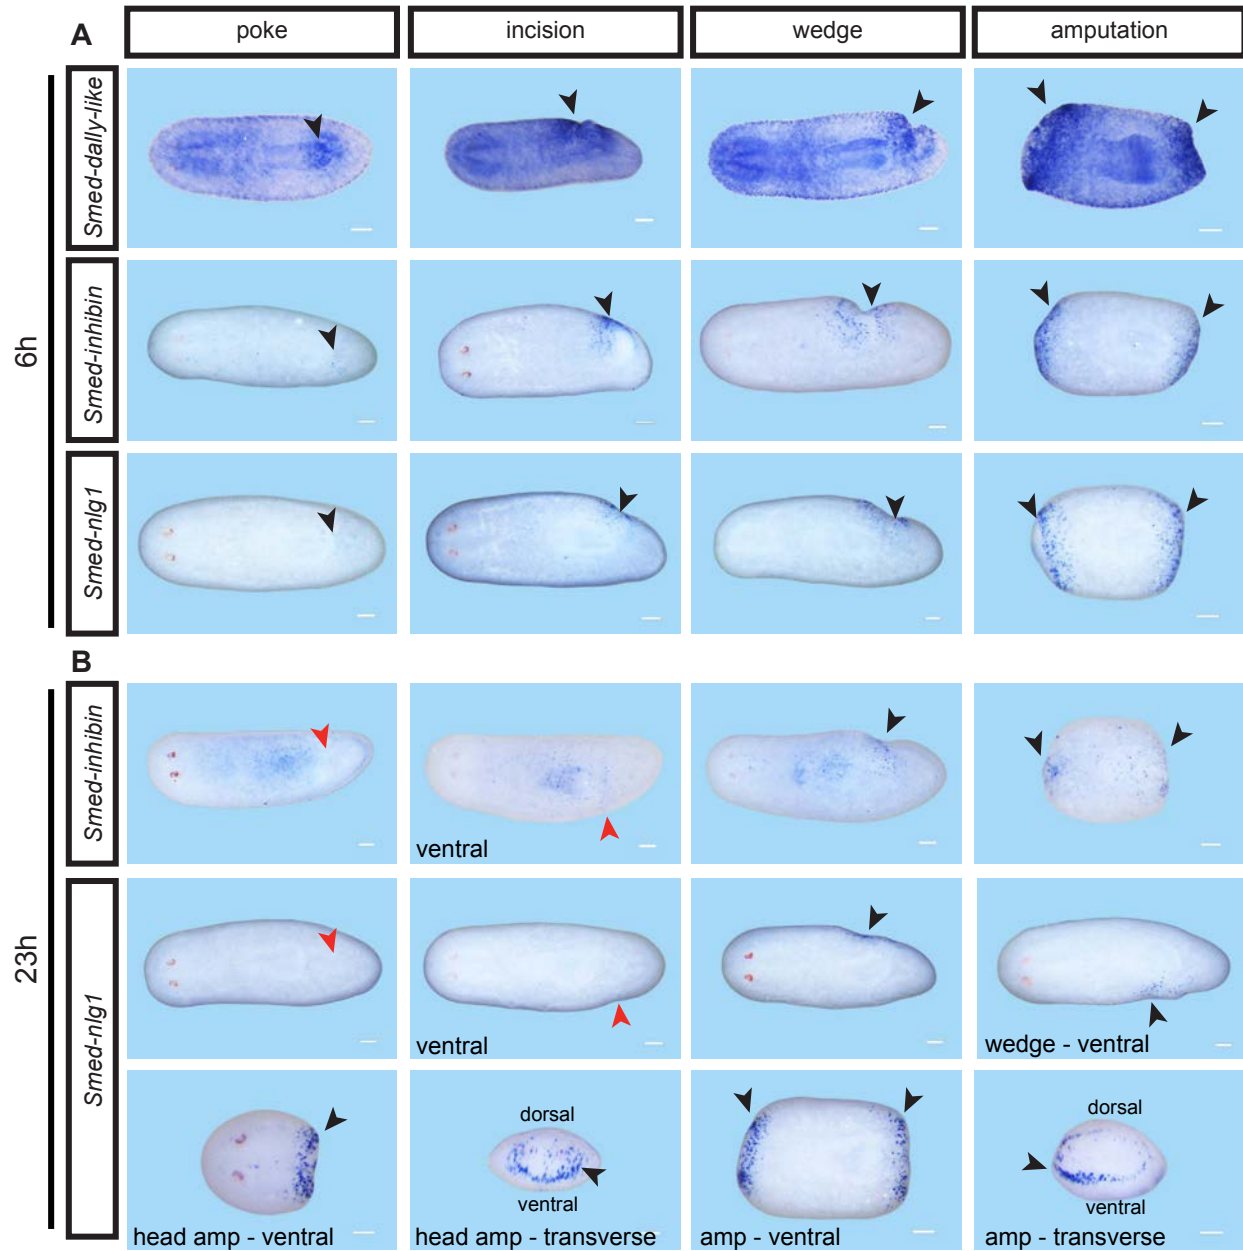 A
poke
incision
wedge
amputation
6h
Smed-dally-like
Smed-inhibin
Smed-nlg1
B
23h
Smed-inhibin
ventral
Smed-nlg1
ventral
wedge - ventral
head amp - ventral
dorsal
ventral
head amp - transverse
amp - ventral
dorsal
ventral
amp - transverse